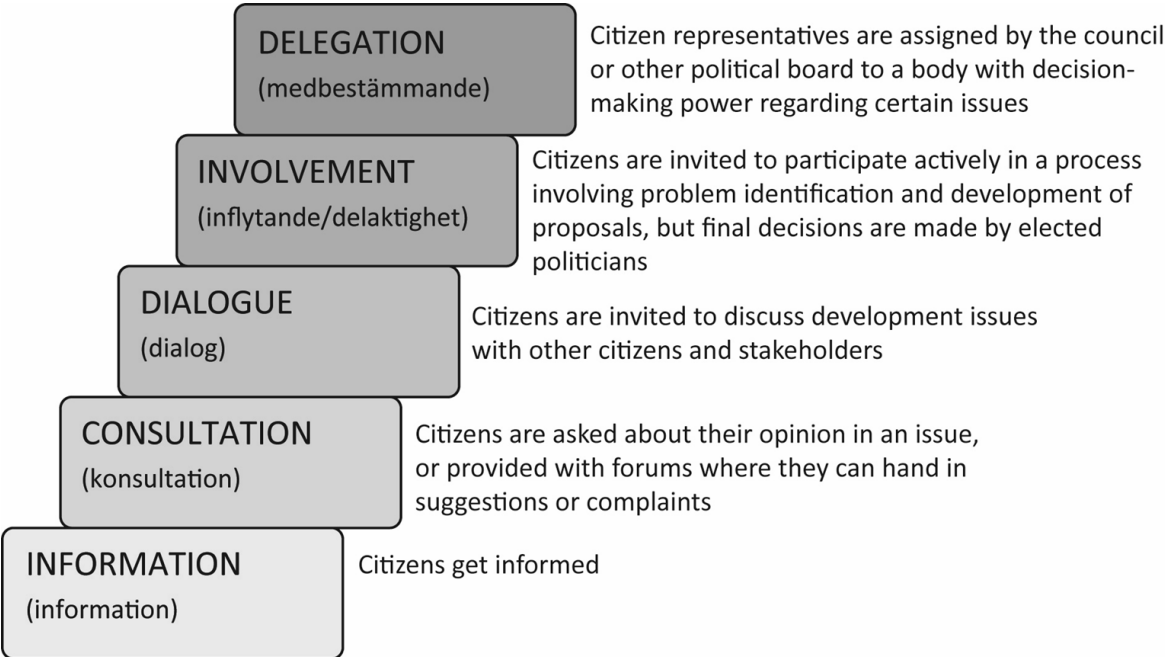 DELEGATION
(medbestämmande)
Citizen representatives are assigned by the council
or other political board to a body with decision-
making power regarding certain issues
INVOLVEMENT
(inflytande/delaktighet)
Citizens are invited to participate actively in a process
involving problem identification and development of
proposals, but final decisions are made by elected
politicians
DIALOGUE
(dialog)
Citizens are invited to discuss development issues
with other citizens and stakeholders
CONSULTATION
(konsultation)
Citizens are asked about their opinion in an issue,
or provided with forums where they can hand in
suggestions or complaints
INFORMATION
(information)
Citizens get informed